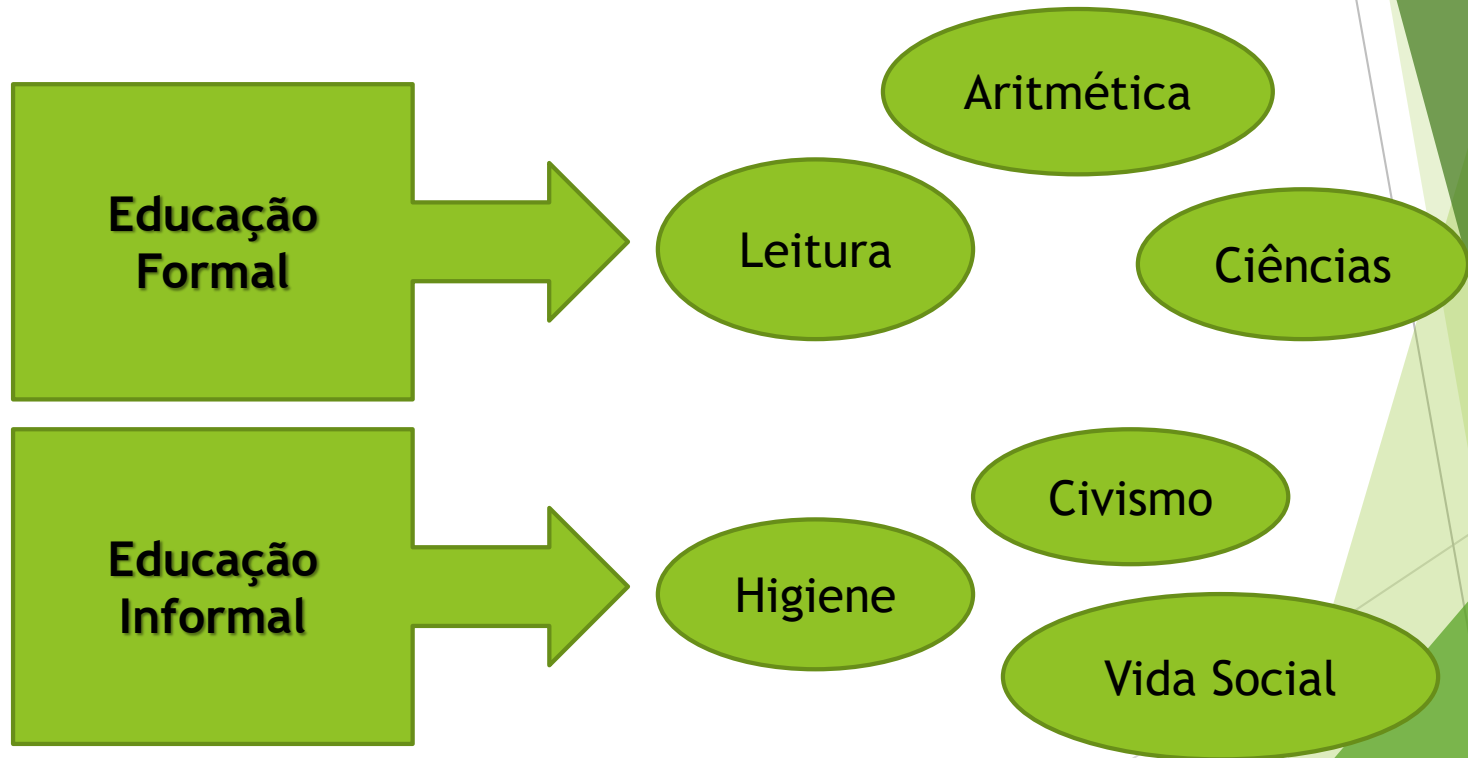 Educação
Formal
Leitura
Aritmética
Ciências
Educação
Informal
Higiene
Civismo
Vida Social